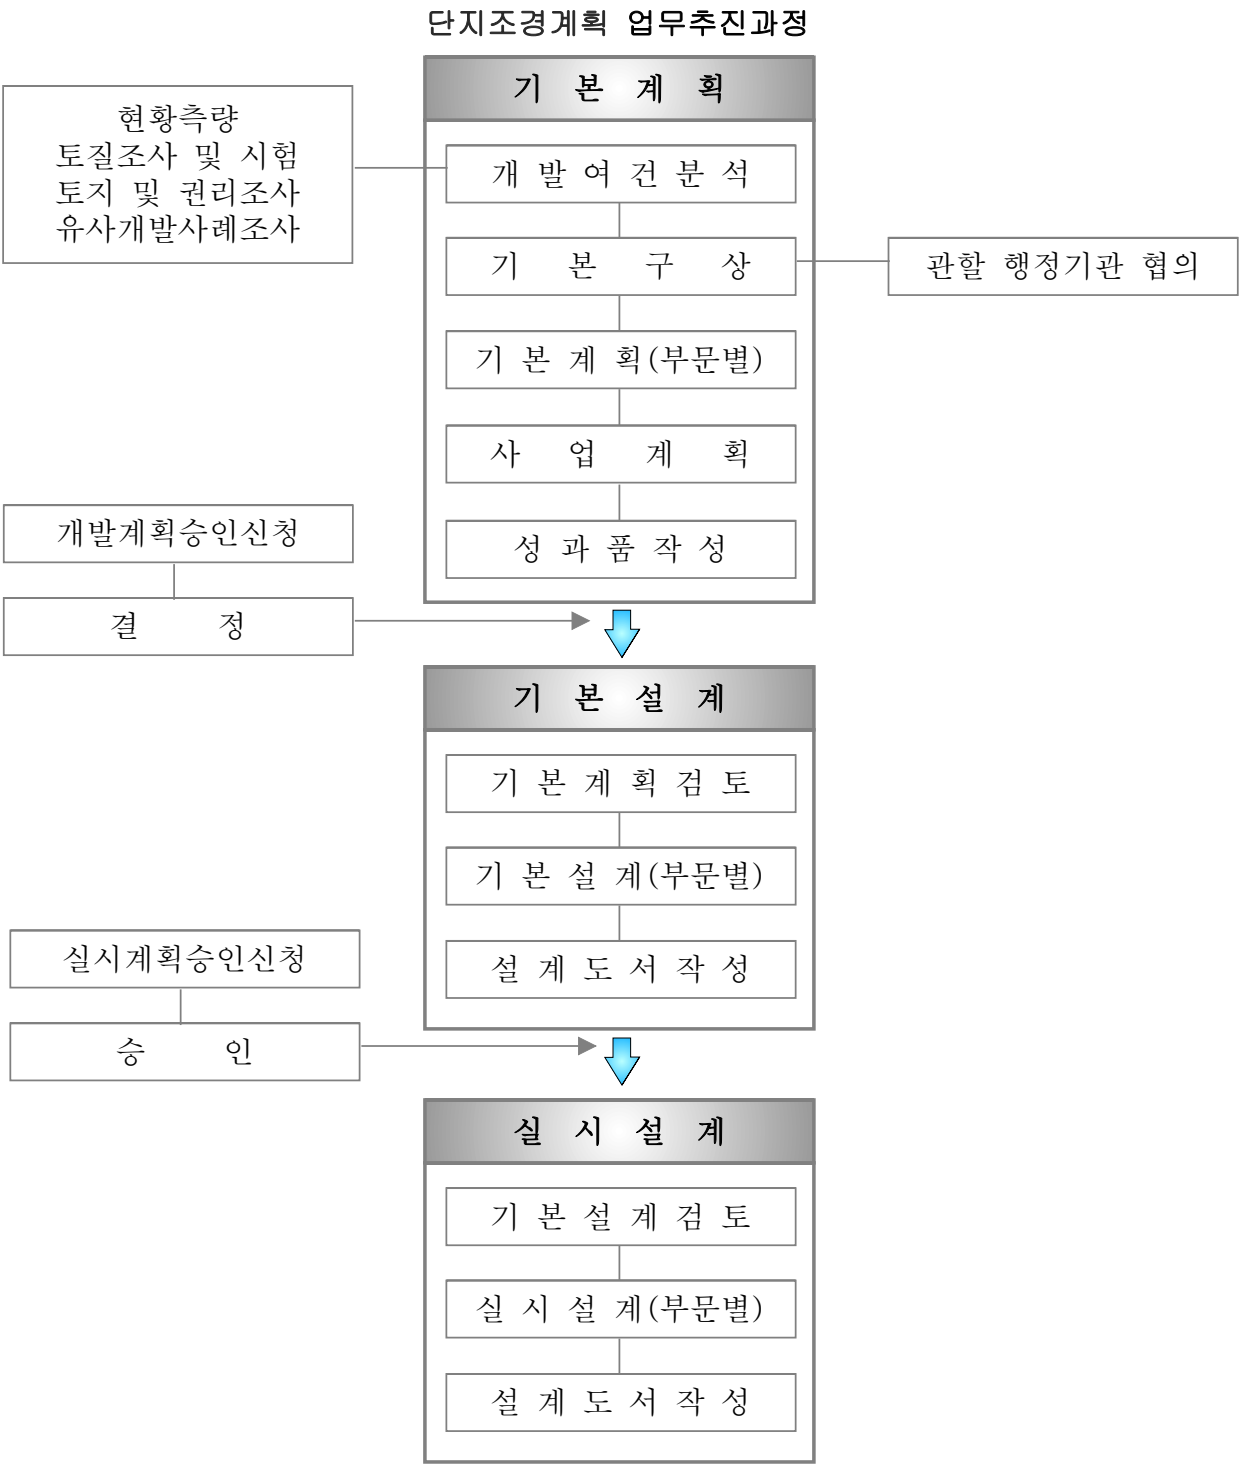 단지조경계획 업무추진과정
기 본 계 획
현황측량
토질조사 및 시험
토지 및 권리조사
유사개발사례조사
개 발 여 건 분 석
기 본 구 상
관할 행정기관 협의
기 본 계 획(부문별)
사 업 계 획
성 과 품 작 성
개발계획승인신청
결 정
기 본 설 계
기 본 계 획 검 토
기 본 설 계(부문별)
설 계 도 서 작 성
실시계획승인신청
승 인
실 시 설 계
기 본 설 계 검 토
실 시 설 계(부문별)
설 계 도 서 작 성